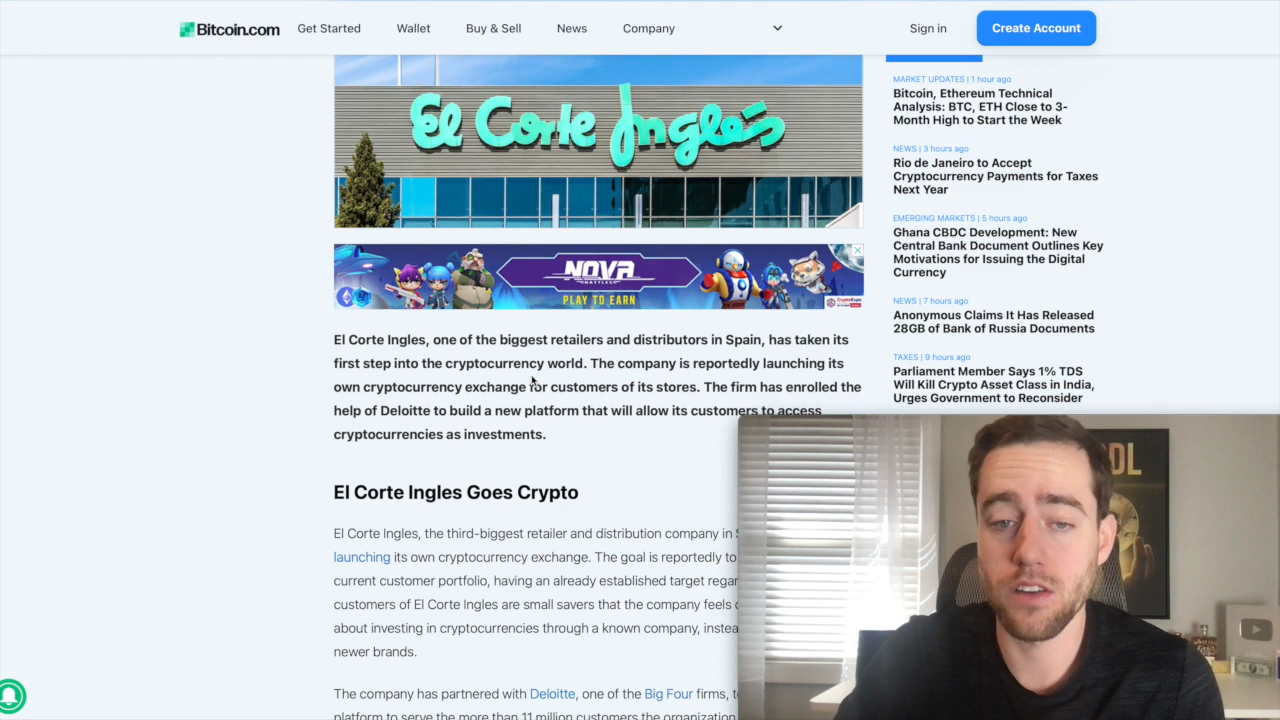 Bitcoin.com
Get Started
Wallet
Buy & Sell
News
Company
Sign in
Create Account
El Corte Inglés
NOVA
BATTLES
PLAY TO EARN
El Corte Ingles, one of the biggest retailers and distributors in Spain, has taken its
first step into the cryptocurrency world. The company is reportedly launching its
own cryptocurrency exchange for customers of its stores. The firm has enrolled the
help of Deloitte to build a new platform that will allow its customers to access
cryptocurrencies as investments.
El Corte Ingles Goes Crypto
El Corte Ingles, the third-biggest retailer and distribution company in
launching its own cryptocurrency exchange. The goal is reportedly to
current customer portfolio, having an already established target
customers of El Corte Ingles are small savers that the company feels
about investing in cryptocurrencies through a known company,
newer brands.
The company has partnered with Deloitte, one of the Big Four firms,
platform to serve the more than 11 million customers the organization
MARKET UPDATES | 1 hour ago
Bitcoin, Ethereum Technical
Analysis: BTC, ETH Close to 3-
Month High to Start the Week
NEWS | 3 hours ago
Rio de Janeiro to Accept
Cryptocurrency Payments for Taxes
Next Year
EMERGING MARKETS | 5 hours ago
Ghana CBDC Development: New
Central Bank Document Outlines Key
Motivations for Issuing the Digital
Currency
NEWS | 7 hours ago
Anonymous Claims It Has Released
28GB of Bank of Russia Documents
TAXES | 9 hours ago
Parliament Member Says 1% TDS
Will Kill Crypto Asset Class in India,
Urges Government to Reconsider